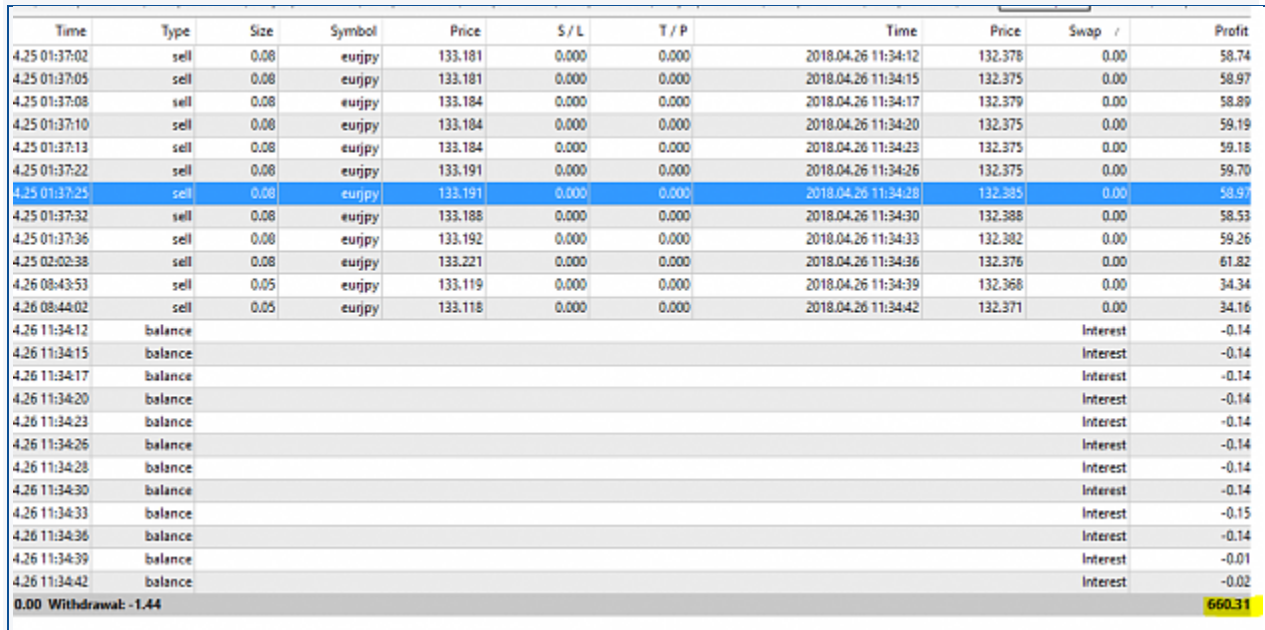 Time Type Size Symbol Price S / L T / P Time Price Swap / Profit
4.25 01:37:02 sell 0.08 eurjpy 133.181 0.000 0.000 2018.04.26 11:34:12 132.378 0.00 58.74
4.25 01:37:05 sell 0.08 eurjpy 133.181 0.000 0.000 2018.04.26 11:34:15 132.375 0.00 58.97
4.25 01:37:08 sell 0.08 eurjpy 133.184 0.000 0.000 2018.04.26 11:34:17 132.379 0.00 58.89
4.25 01:37:10 sell 0.08 eurjpy 133.184 0.000 0.000 2018.04.26 11:34:20 132.375 0.00 59.19
4.25 01:37:13 sell 0.08 eurjpy 133.184 0.000 0.000 2018.04.26 11:34:23 132.375 0.00 59.18
4.25 01:37:22 sell 0.08 eurjpy 133.191 0.000 0.000 2018.04.26 11:34:26 132.375 0.00 59.70
4.25 01:37:25 sell 0.08 eurjpy 133.191 0.000 0.000 2018.04.26 11:34:28 132.385 0.00 58.97
4.25 01:37:32 sell 0.08 eurjpy 133.188 0.000 0.000 2018.04.26 11:34:30 132.388 0.00 58.53
4.25 01:37:36 sell 0.08 eurjpy 133.192 0.000 0.000 2018.04.26 11:34:33 132.382 0.00 59.26
4.25 02:02:38 sell 0.08 eurjpy 133.221 0.000 0.000 2018.04.26 11:34:36 132.376 0.00 61.82
4.26 08:43:53 sell 0.05 eurjpy 133.119 0.000 0.000 2018.04.26 11:34:39 132.368 0.00 34.34
4.26 08:44:02 sell 0.05 eurjpy 133.118 0.000 0.000 2018.04.26 11:34:42 132.371 0.00 34.16
4.26 11:34:12 balance Interest -0.14
4.26 11:34:15 balance Interest -0.14
4.26 11:34:17 balance Interest -0.14
4.26 11:34:20 balance Interest -0.14
4.26 11:34:23 balance Interest -0.14
4.26 11:34:26 balance Interest -0.14
4.26 11:34:28 balance Interest -0.14
4.26 11:34:30 balance Interest -0.14
4.26 11:34:33 balance Interest -0.15
4.26 11:34:36 balance Interest -0.14
4.26 11:34:39 balance Interest -0.01
4.26 11:34:42 balance Interest -0.02
0.00 Withdrawal: -1.44 660.31